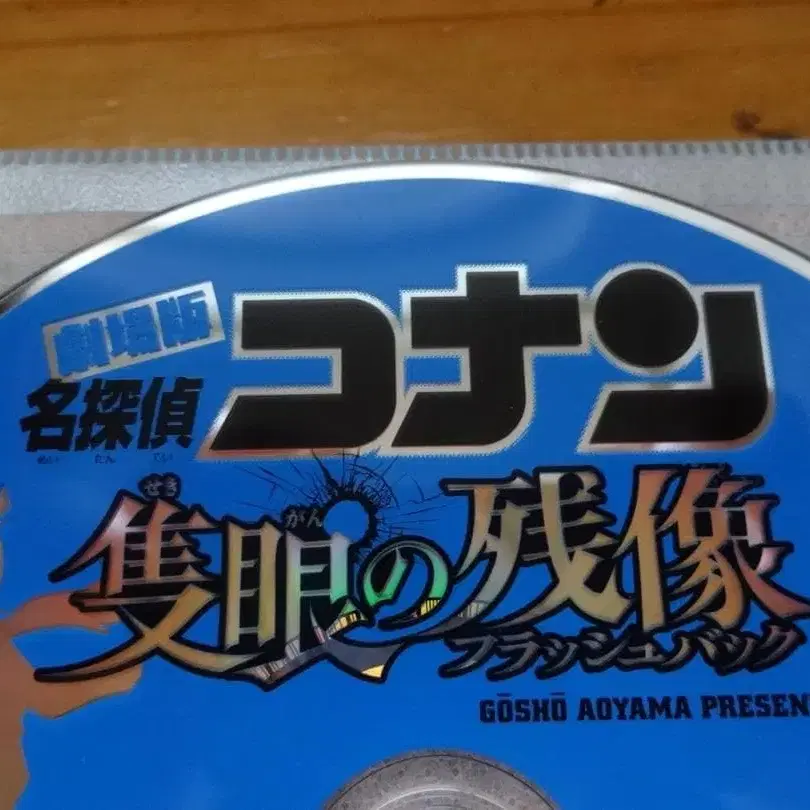 劇場版
名探偵
めい たん てい
コナン
せき がん
隻眼の残像
フラッシュバック
GŌSHŌ AOYAMA PRESEN